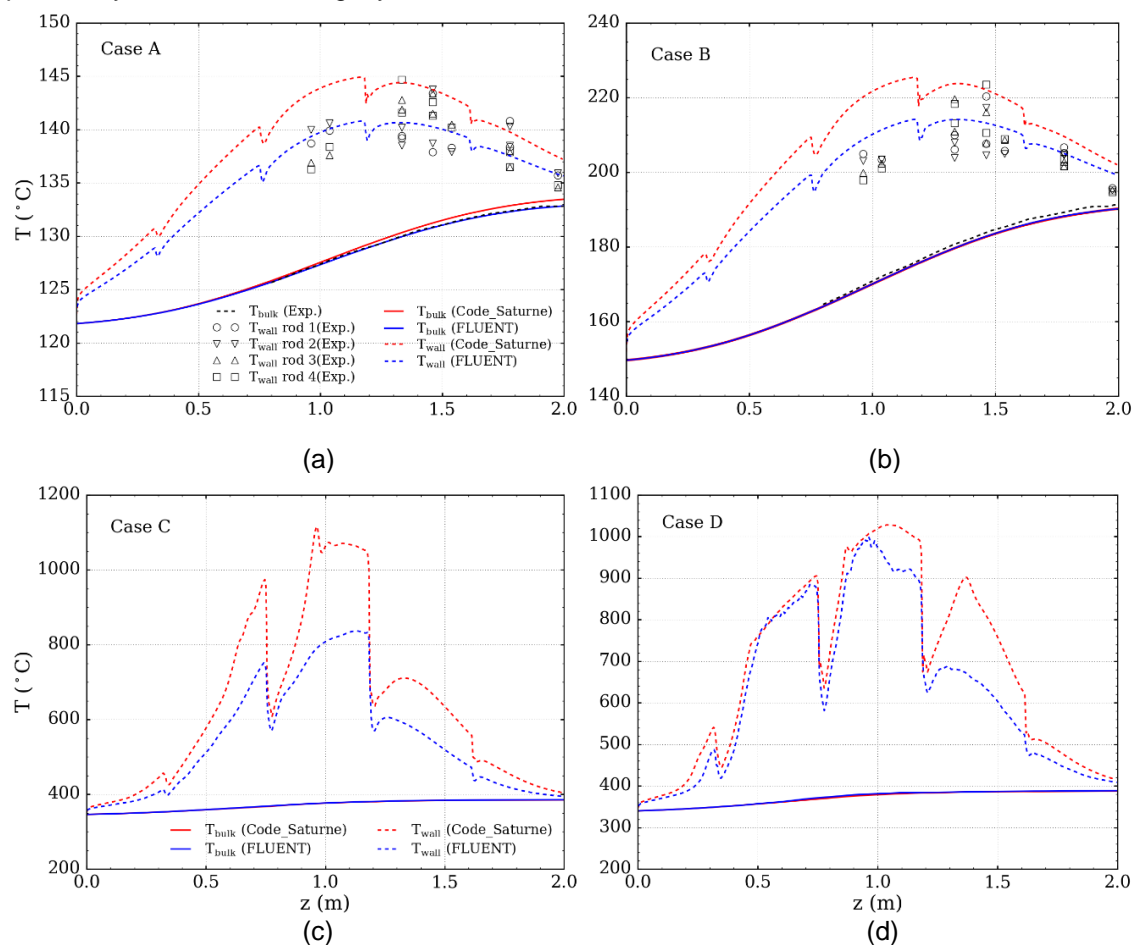 150
145
140
135
130
125
120
115
T (°C)
0.0 0.5 1.0 1.5 2.0
Case A
T_bulk (Exp.)
T_wall rod 1(Exp.)
T_wall rod 2(Exp.)
T_wall rod 3(Exp.)
T_wall rod 4(Exp.)
T_bulk (Code_Saturne)
T_bulk (FLUENT)
T_wall (Code_Saturne)
T_wall (FLUENT)
(a)
240
220
200
180
160
140
0.0 0.5 1.0 1.5 2.0
Case B
(b)
1200
1000
800
600
400
200
T (°C)
0.0 0.5 1.0 1.5 2.0
z (m)
Case C
T_bulk (Code_Saturne)
T_bulk (FLUENT)
T_wall (Code_Saturne)
T_wall (FLUENT)
(c)
1100
1000
900
800
700
600
500
400
300
200
0.0 0.5 1.0 1.5 2.0
z (m)
Case D
(d)